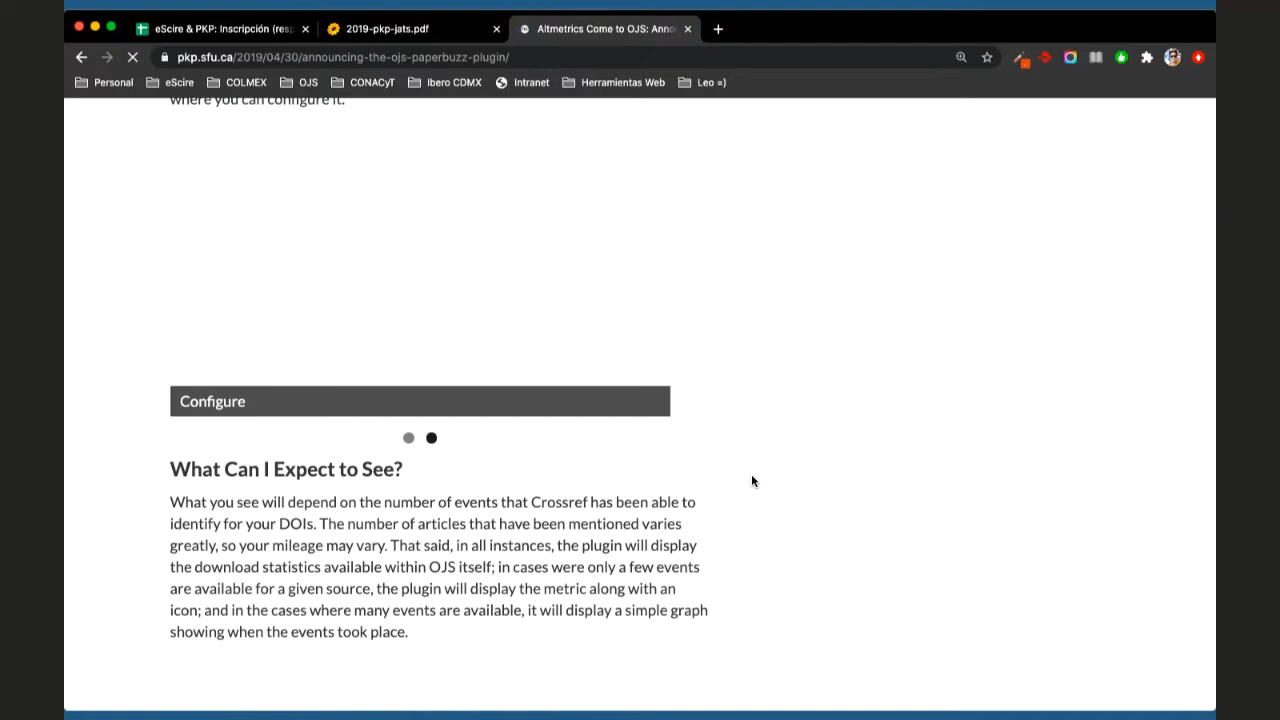 eScire & PKP: Inscripción (resp
2019-pkp-jats.pdf
Altmetrics Come to OJS: Anno
pkp.sfu.ca/2019/04/30/announcing-the-ojs-paperbuzz-plugin/
Personal eScire COLMEX OJS CONACyT Ibero CDMX Intranet Herramientas Web Leo =)
where you can configure it.
Configure
What Can I Expect to See?
What you see will depend on the number of events that Crossref has been able to
identify for your DOIs. The number of articles that have been mentioned varies
greatly, so your mileage may vary. That said, in all instances, the plugin will display
the download statistics available within OJS itself; in cases were only a few events
are available for a given source, the plugin will display the metric along with an
icon; and in the cases where many events are available, it will display a simple graph
showing when the events took place.